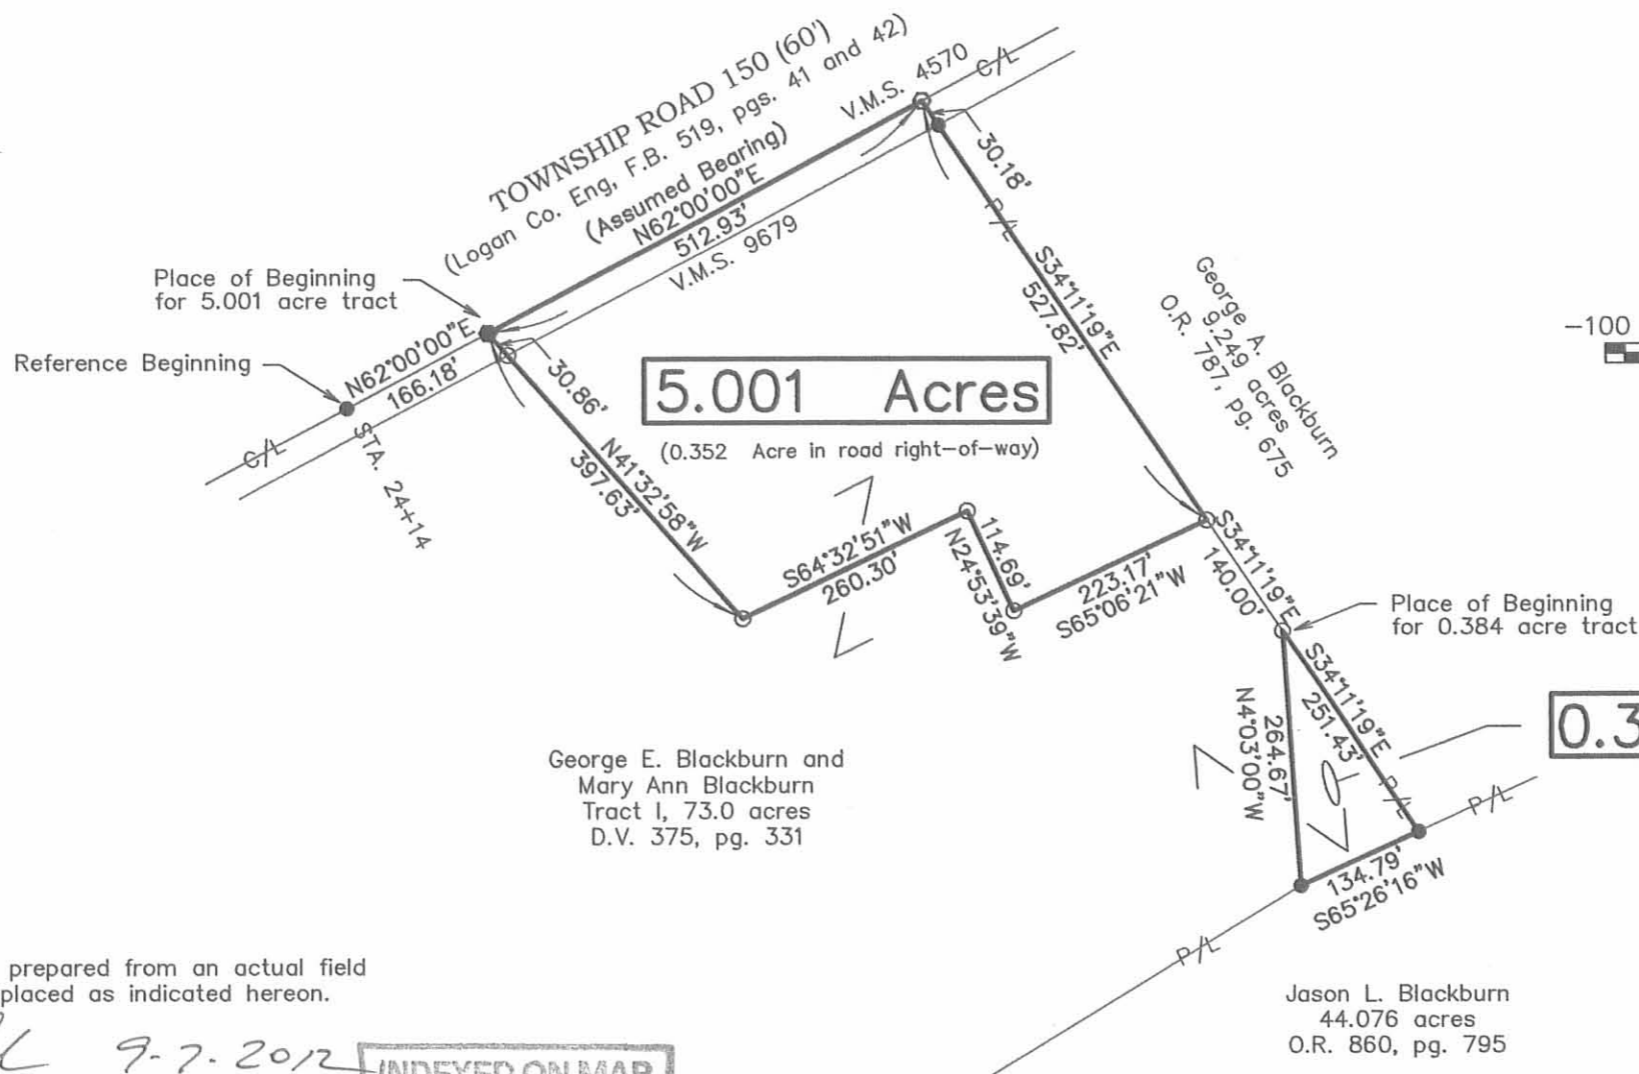 TOWNSHIP ROAD 150 (60')
(Logan Co. Eng, F.B. 519, pgs. 41 and 42)
(Assumed Bearing)
N62°00'00"E
512.93'
V.M.S. 9679
V.M.S. 4570
C/L
30.18'
P/L
S34°11'19"E
527.82'
George A. Blackburn
9.249 acres
O.R. 787, pg. 675
-100
Place of Beginning
for 5.001 acre tract
Reference Beginning
N62°00'00"E
166.18'
C/L
STA. 24+14
30.86'
N41°32'58"W
397.63'
5.001 Acres
(0.352 Acre in road right-of-way)
S64°32'51"W
260.30'
114.69'
N24°53'39"W
223.17'
S65°06'21"W
S34°11'19"E
140.00'
Place of Beginning
for 0.384 acre tract
S34°11'19"E
251.43'
P/L
264.67'
N4°03'00"W
0.3
P/L
134.79'
S65°26'16"W
P/L
George E. Blackburn and
Mary Ann Blackburn
Tract I, 73.0 acres
D.V. 375, pg. 331
Jason L. Blackburn
44.076 acres
O.R. 860, pg. 795
prepared from an actual field
placed as indicated hereon.
9-7-2012
INDEXED ON MAP